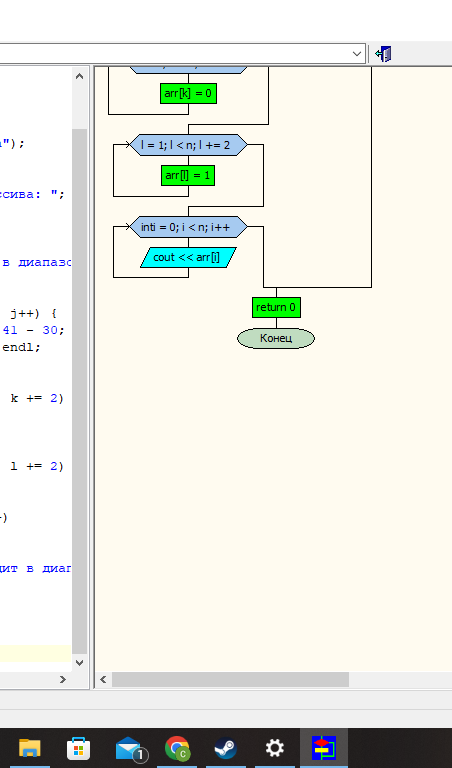 ");
ссива: ";
в диапазо
j++) {
41 - 30;
endl;
k += 2)
l += 2)
)
дит в диап
arr[k] = 0
l = 1; l < n; l += 2
arr[l] = 1
inti = 0; i < n; i++
cout << arr[i]
return 0
Конец
1
c